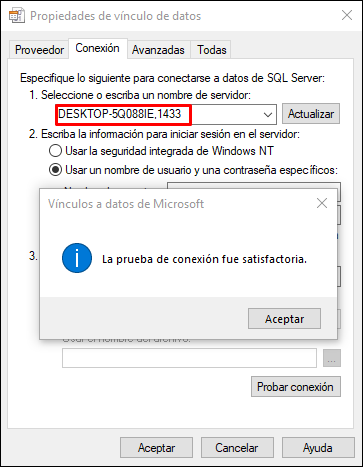 Propiedades de vínculo de datos
Proveedor Conexión Avanzadas Todas
Especifique lo siguiente para conectarse a datos de SQL Server:
1. Seleccione o escriba un nombre de servidor:
DESKTOP-5Q088IE,1433 Actualizar
2. Escriba la información para iniciar sesión en el servidor:
Usar la seguridad integrada de Windows NT
Usar un nombre de usuario y una contraseña específicos:
Vínculos a datos de Microsoft
3.
La prueba de conexión fue satisfactoria.
Aceptar
Usar el nombre del archivo:
...
Probar conexión
Aceptar Cancelar Ayuda